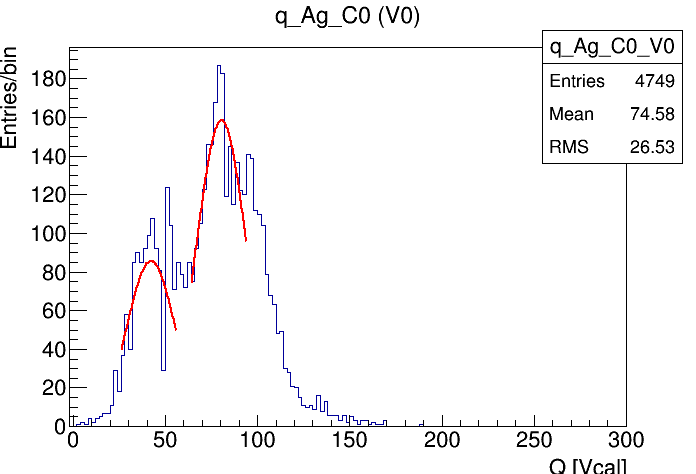 q_Ag_C0 (V0)
Entries/bin
q_Ag_C0_V0
Entries 4749
Mean 74.58
RMS 26.53
180
160
140
120
100
80
60
40
20
0
0 50 100 150 200 250 300
Q [Vcal]